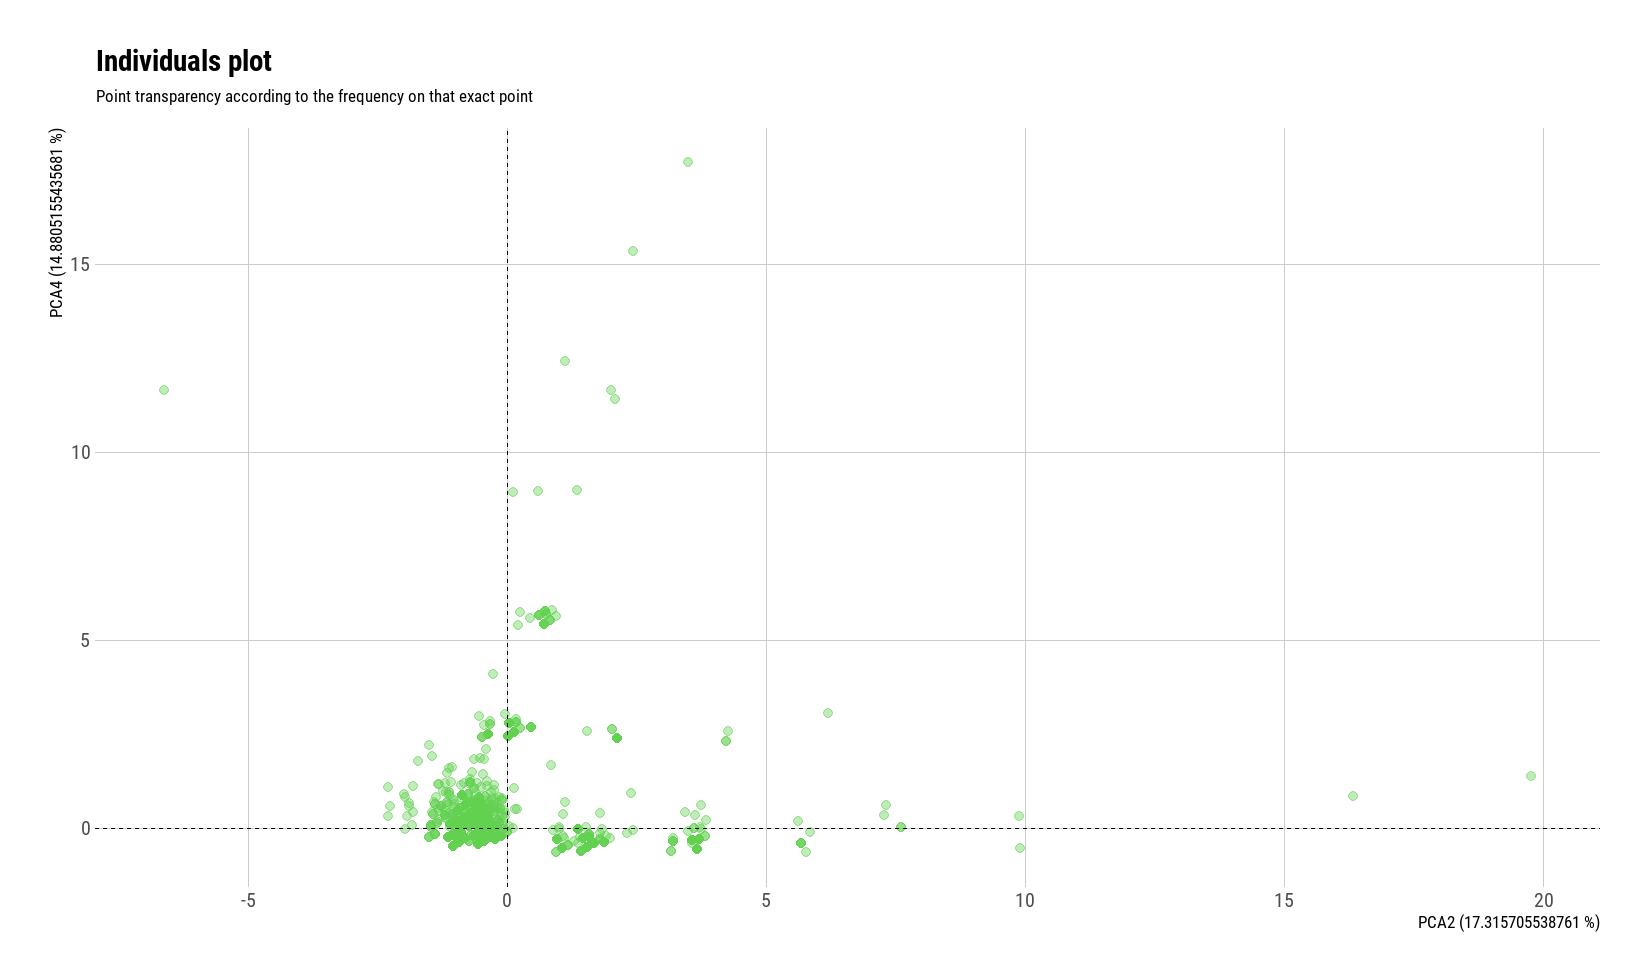 Individuals plot
Point transparency according to the frequency on that exact point
PCA4 (14.8805155435681 %)
15
10
5
0
-5
0
5
10
15
20
PCA2 (17.315705538761 %)